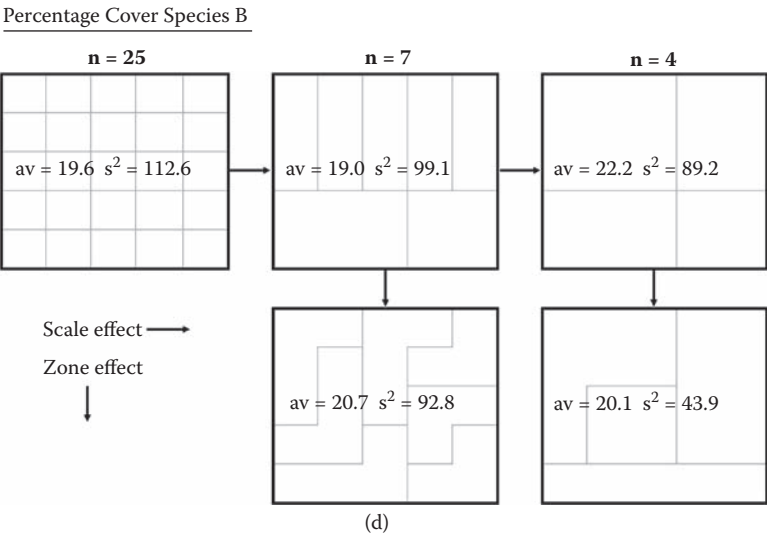 Percentage Cover Species B
n = 25
n = 7
n = 4
av = 19.6 s² = 112.6
av = 19.0 s² = 99.1
av = 22.2 s² = 89.2
Scale effect
Zone effect
av = 20.7 s² = 92.8
av = 20.1 s² = 43.9
(d)